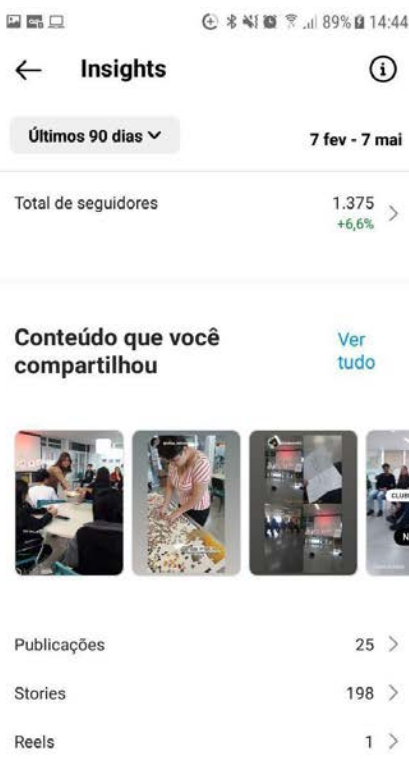 89% 14:44
Insights
Últimos 90 dias
7 fev - 7 mai
Total de seguidores
1.375
+6,6%
Conteúdo que você
compartilhou
Ver
tudo
CLUB
N
Publicações
25
Stories
198
Reels
1